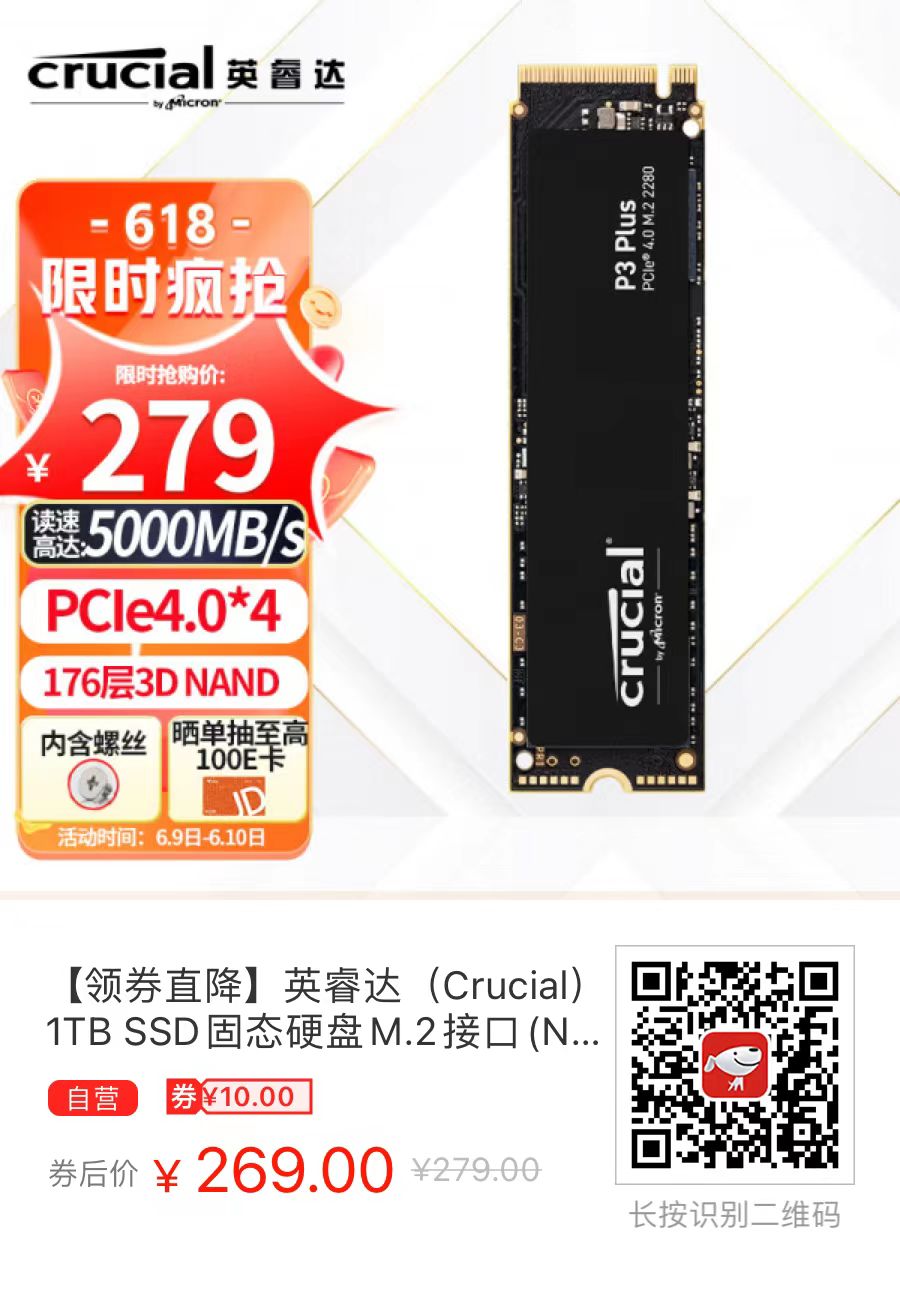 crucial 英睿达
by Micron
- 618 -
限时疯抢
限时抢购价:
¥ 279
读速
高达:5000MB/s
PCIe4.0*4
176层3D NAND
内含螺丝
晒单抽至高
100E卡
活动时间: 6.9日-6.10日
P3 Plus
PCIe® 4.0 M.2 2280
crucial®
by Micron
【领券直降】英睿达（Crucial）
1TB SSD固态硬盘M.2接口(N...
自营 券 ¥10.00
券后价 ¥ 269.00 ¥279.00
长按识别二维码